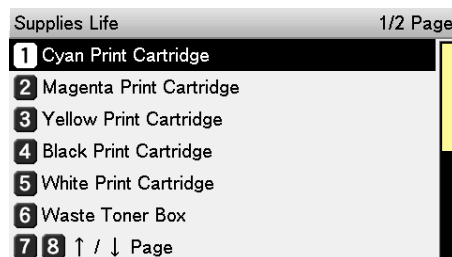 Supplies Life 1/2 Page
1 Cyan Print Cartridge
2 Magenta Print Cartridge
3 Yellow Print Cartridge
4 Black Print Cartridge
5 White Print Cartridge
6 Waste Toner Box
7 8 ↑ / ↓ Page